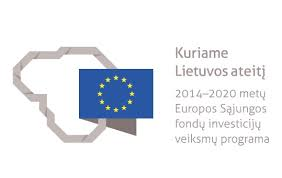 Kuriame
Lietuvos ateitį
2014–2020 metų
Europos Sąjungos
fondų investicijų
veiksmų programa